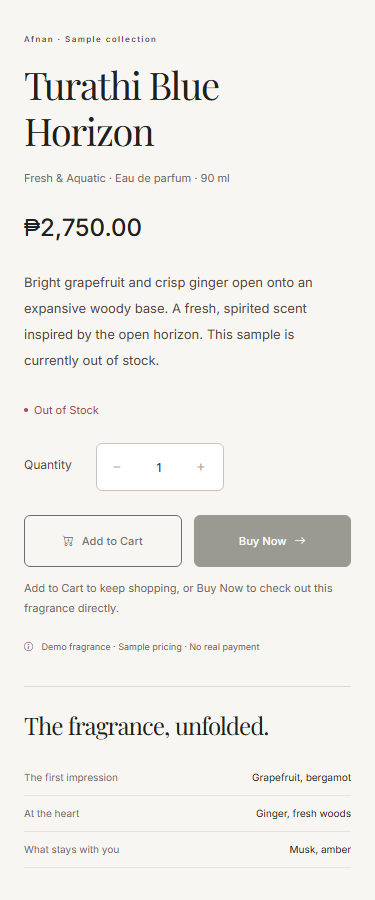 Afnan · Sample collection
Turathi Blue
Horizon
Fresh & Aquatic · Eau de parfum · 90 ml
₱2,750.00
Bright grapefruit and crisp ginger open onto an
expansive woody base. A fresh, spirited scent
inspired by the open horizon. This sample is
currently out of stock.
Out of Stock
Quantity − 1 +
Add to Cart Buy Now →
Add to Cart to keep shopping, or Buy Now to check out this
fragrance directly.
Demo fragrance · Sample pricing · No real payment
The fragrance, unfolded.
The first impression Grapefruit, bergamot
At the heart Ginger, fresh woods
What stays with you Musk, amber